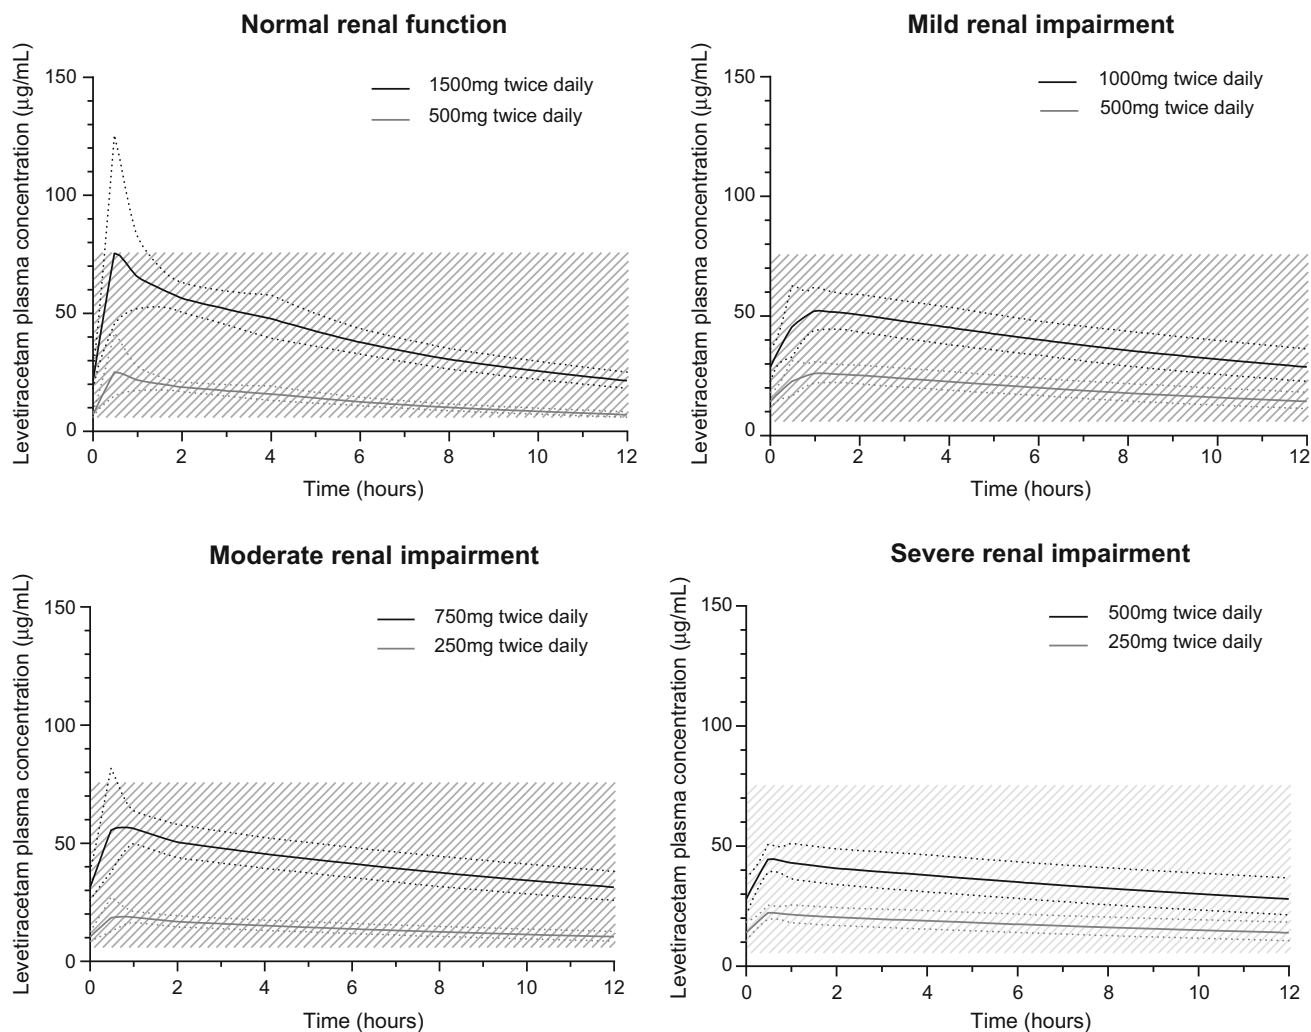 Normal renal function
Levetiracetam plasma concentration (μg/mL)
150
100
50
0
1500mg twice daily
500mg twice daily
0 2 4 6 8 10 12
Time (hours)
Mild renal impairment
Levetiracetam plasma concentration (μg/mL)
150
100
50
0
1000mg twice daily
500mg twice daily
0 2 4 6 8 10 12
Time (hours)
Moderate renal impairment
Levetiracetam plasma concentration (μg/mL)
150
100
50
0
750mg twice daily
250mg twice daily
0 2 4 6 8 10 12
Time (hours)
Severe renal impairment
Levetiracetam plasma concentration (μg/mL)
150
100
50
0
500mg twice daily
250mg twice daily
0 2 4 6 8 10 12
Time (hours)